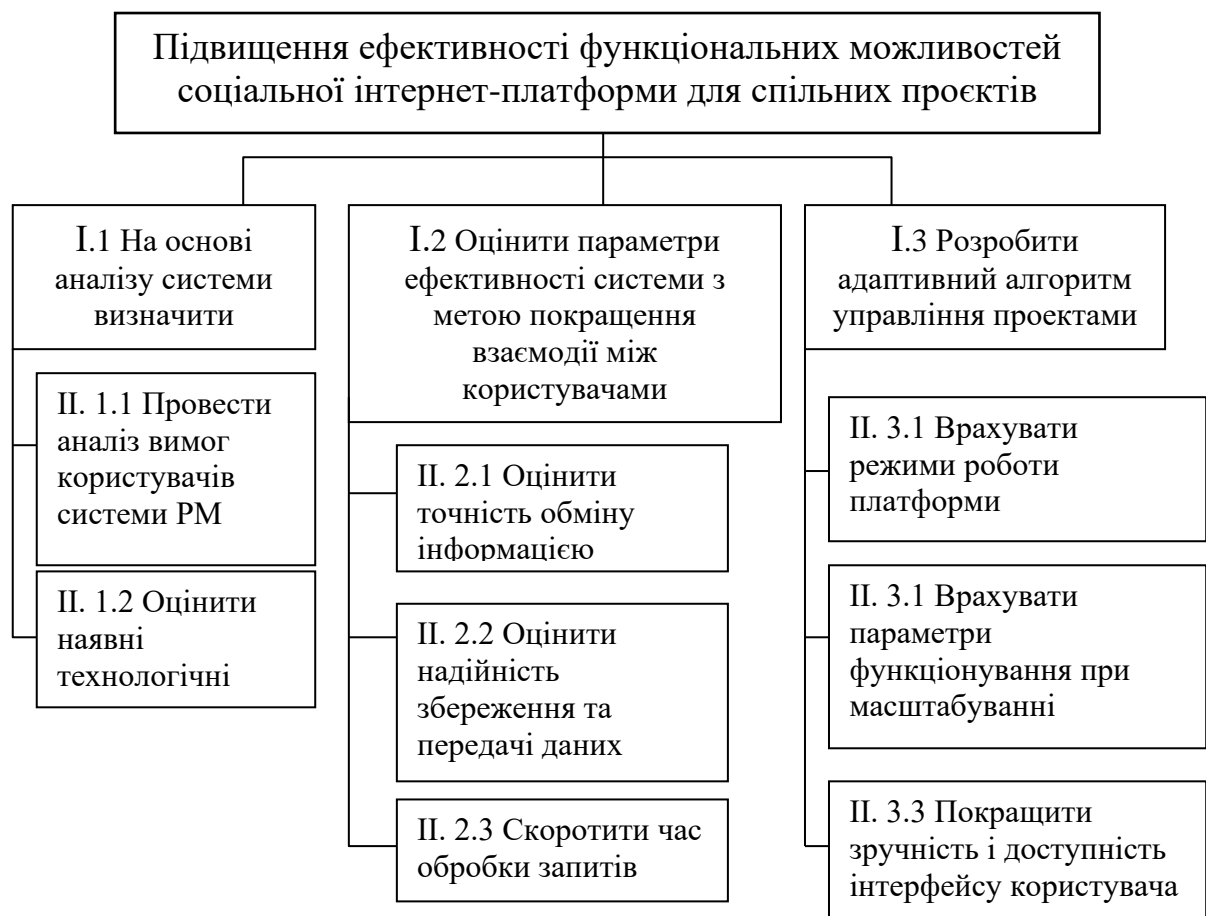 Підвищення ефективності функціональних можливостей
соціальної інтернет-платформи для спільних проєктів
І.1 На основі
аналізу системи
визначити
ІІ. 1.1 Провести
аналіз вимог
користувачів
системи РМ
ІІ. 1.2 Оцінити
наявні
технологічні
І.2 Оцінити параметри
ефективності системи з
метою покращення
взаємодії між
користувачами
ІІ. 2.1 Оцінити
точність обміну
інформацією
ІІ. 2.2 Оцінити
надійність
збереження та
передачі даних
ІІ. 2.3 Скоротити час
обробки запитів
І.3 Розробити
адаптивний алгоритм
управління проектами
ІІ. 3.1 Врахувати
режими роботи
платформи
ІІ. 3.1 Врахувати
параметри
функціонування при
масштабуванні
ІІ. 3.3 Покращити
зручність і доступність
інтерфейсу користувача